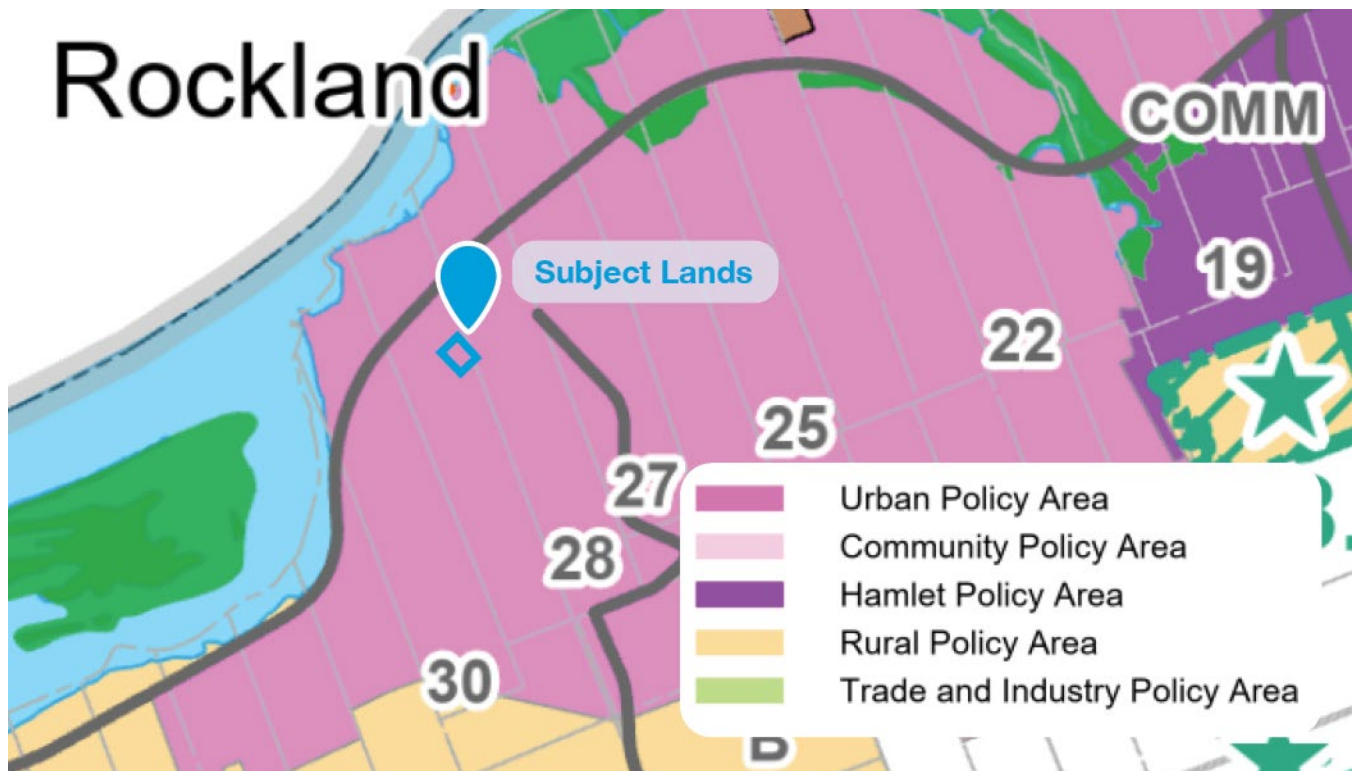 Rockland
COMM
Subject Lands
19
22
25
27
28
30
Urban Policy Area
Community Policy Area
Hamlet Policy Area
Rural Policy Area
Trade and Industry Policy Area
B